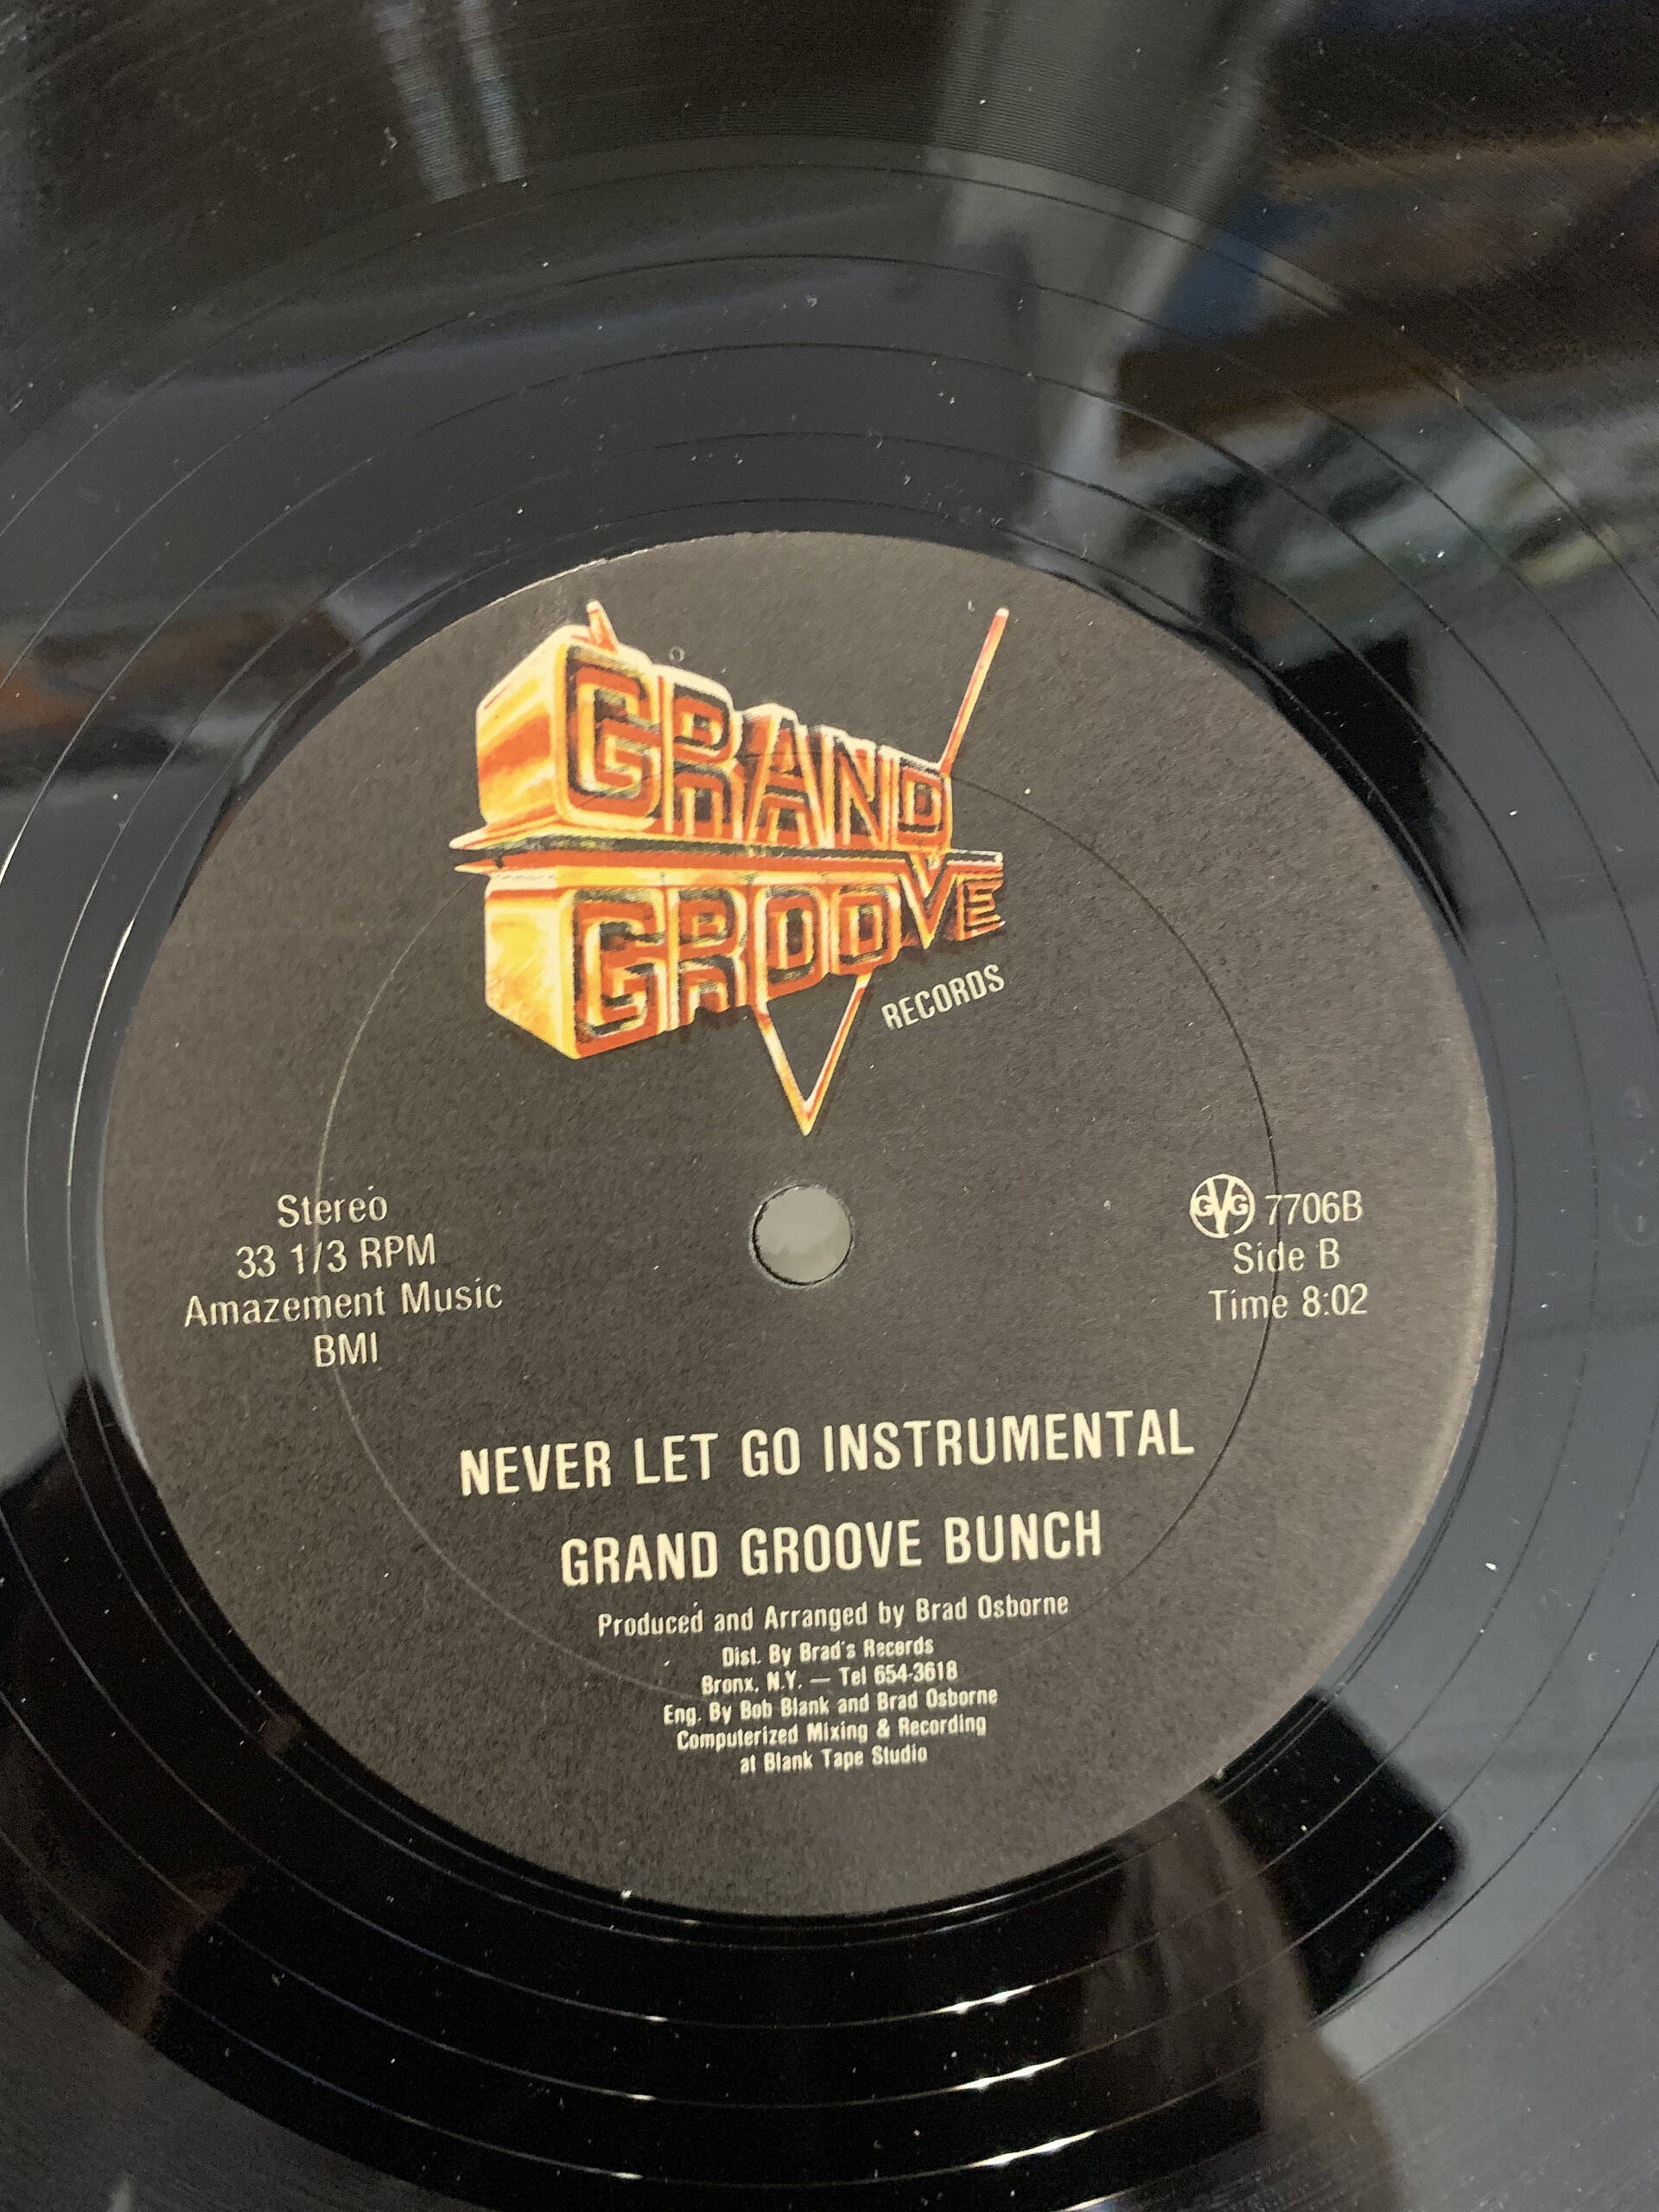 GRAND
GROOVE
RECORDS
Stereo
33 1/3 RPM
Amazement Music
BMI
GVG 7706B
Side B
Time 8:02
NEVER LET GO INSTRUMENTAL
GRAND GROOVE BUNCH
Produced and Arranged by Brad Osborne
Dist. By Brad's Records
Bronx, N.Y. — Tel 654-3618
Eng. By Bob Blank and Brad Osborne
Computerized Mixing & Recording
at Blank Tape Studio